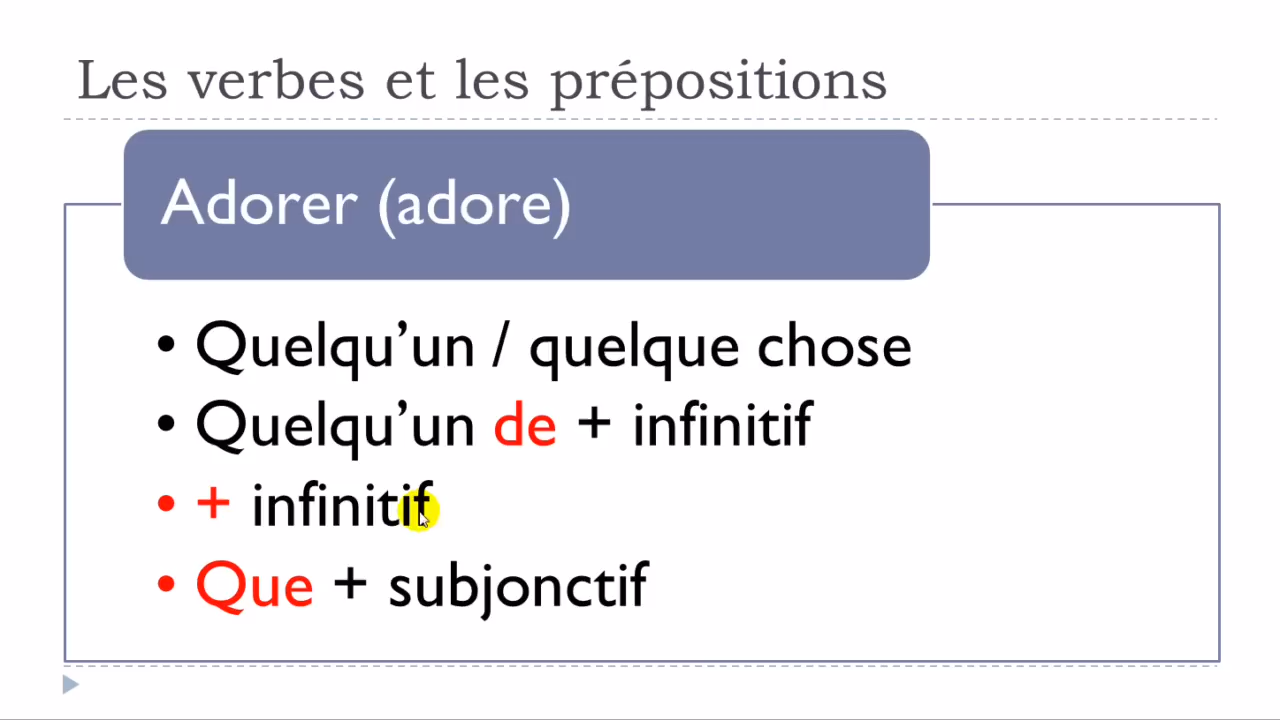 Les verbes et les prépositions
Adorer (adore)
• Quelqu’un / quelque chose
• Quelqu’un de + infinitif
• + infinitif
• Que + subjonctif